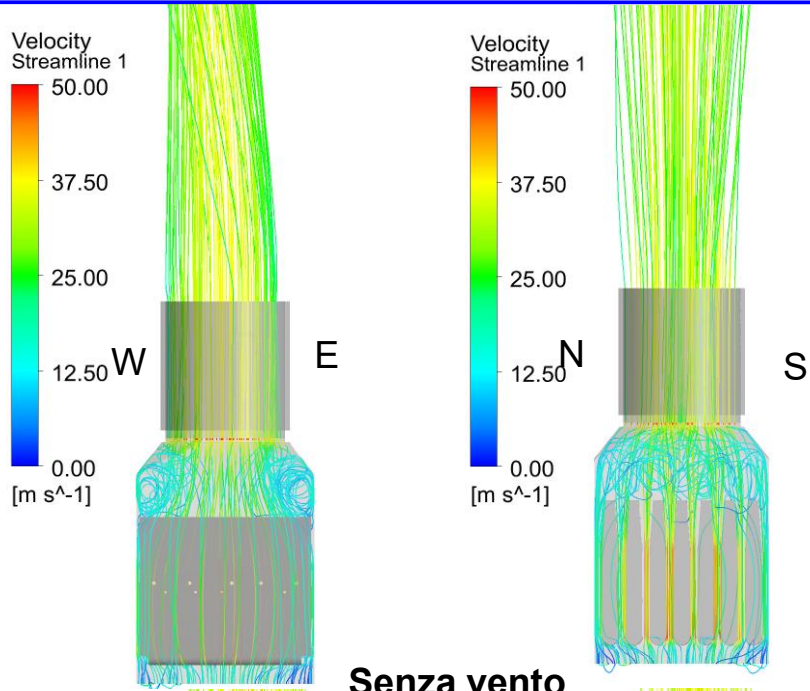 Velocity
Streamline 1
50.00
37.50
25.00
12.50
0.00
[m s^-1]
W
E
Velocity
Streamline 1
50.00
37.50
25.00
12.50
0.00
[m s^-1]
N
S
Senza vento